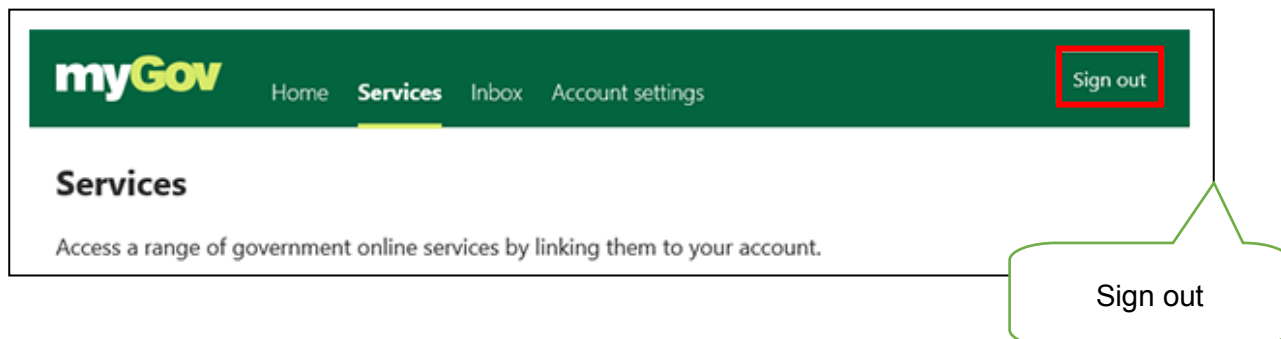 myGov Home Services Inbox Account settings Sign out
Services
Access a range of government online services by linking them to your account.
Sign out